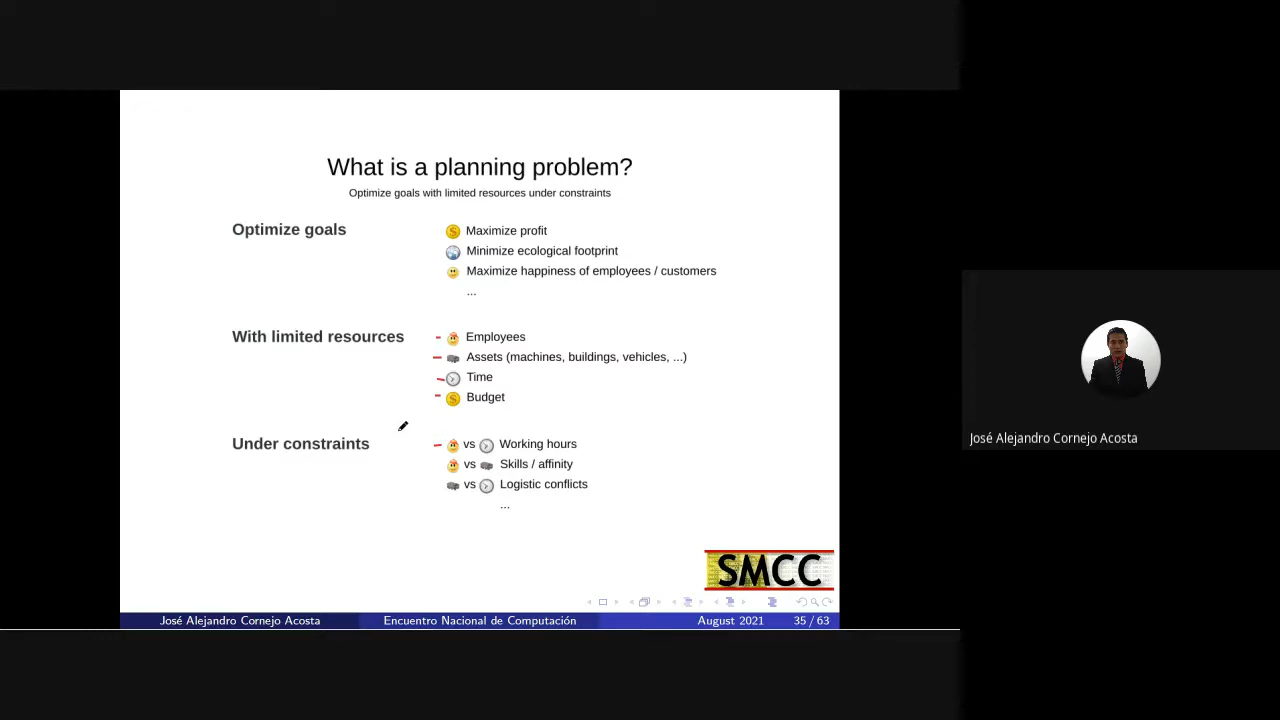 What is a planning problem?
Optimize goals with limited resources under constraints
Optimize goals
Maximize profit
Minimize ecological footprint
Maximize happiness of employees / customers
...
With limited resources
Employees
Assets (machines, buildings, vehicles, ...)
Time
Budget
Under constraints
vs Working hours
vs Skills / affinity
vs Logistic conflicts
...
SMCC
José Alejandro Cornejo Acosta Encuentro Nacional de Computación August 2021 35 / 63
José Alejandro Cornejo Acosta